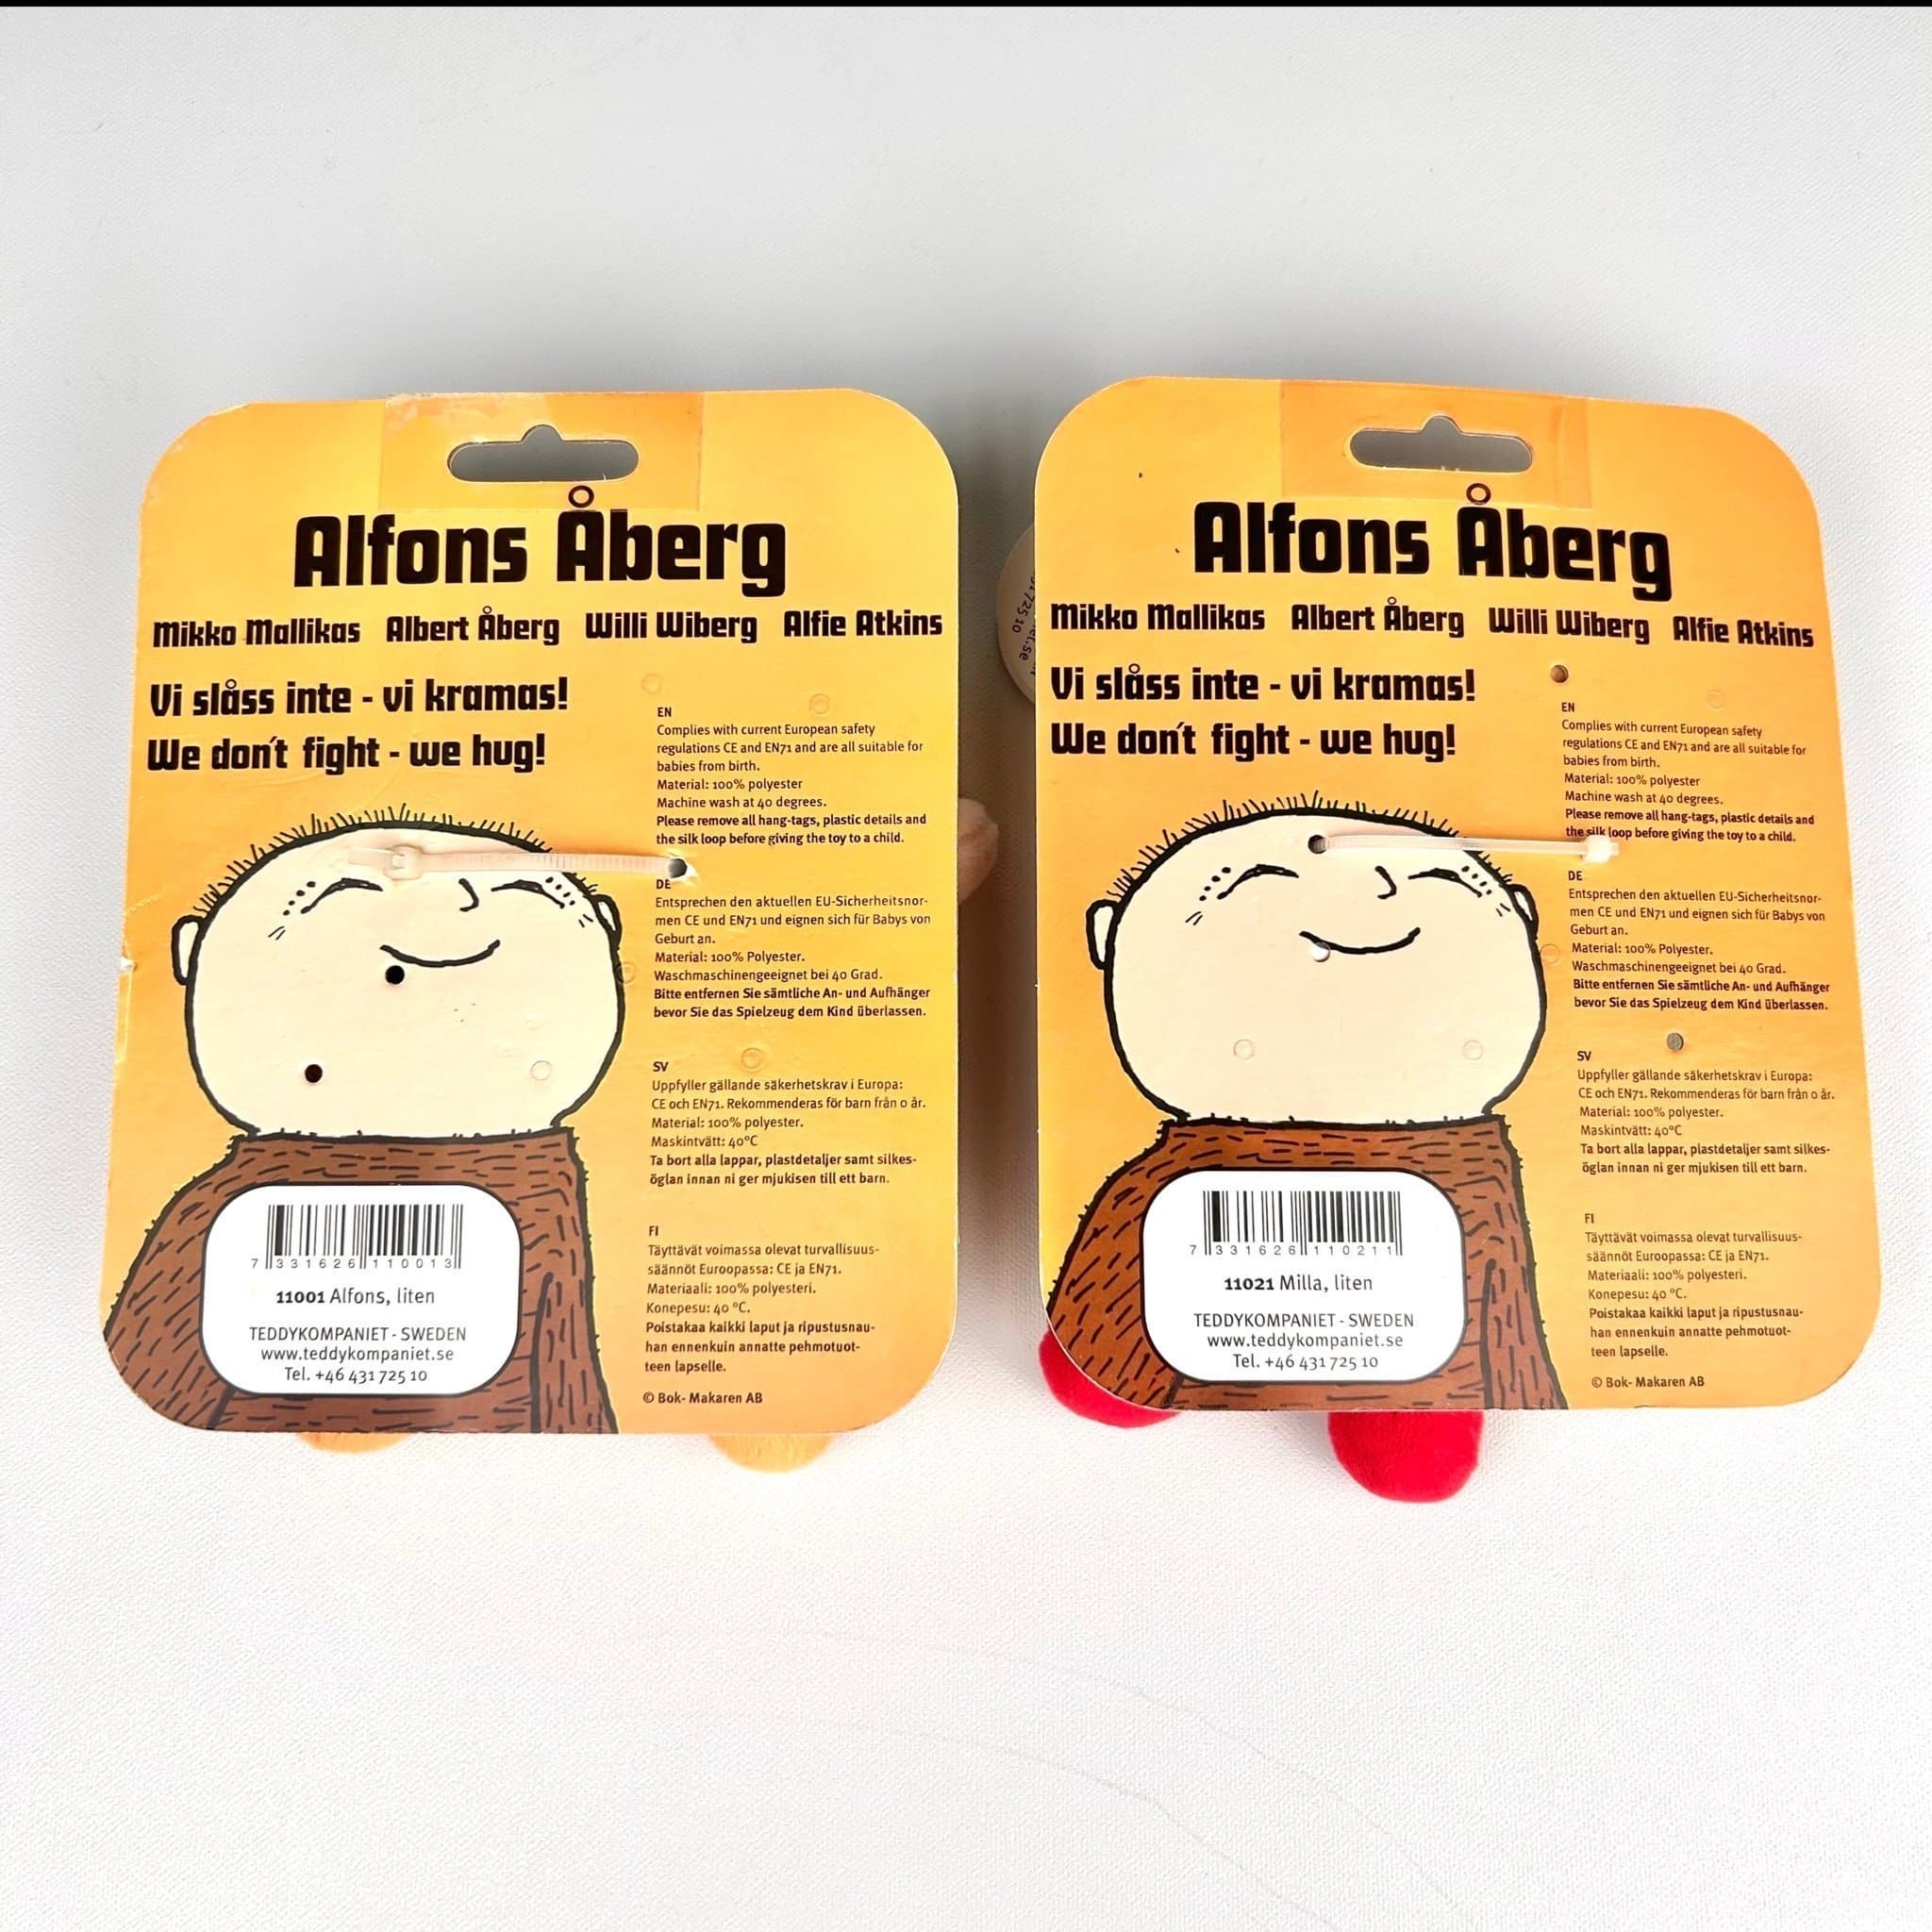 Alfons Åberg
Mikko Mallikas Albert Åberg Willi Wiberg Alfie Atkins
Vi slåss inte - vi kramas!
We don't fight - we hug!
EN
Complies with current European safety
regulations CE and EN71 and are all suitable for
babies from birth.
Material: 100% polyester
Machine wash at 40 degrees.
Please remove all hang-tags, plastic details and
the silk loop before giving the toy to a child.
DE
Entsprechen den aktuellen EU-Sicherheitsnor-
men CE und EN71 und eignen sich für Babys von
Geburt an.
Material: 100% Polyester.
Waschmaschinengeeignet bei 40 Grad.
Bitte entfernen Sie sämtliche An- und Aufhänger
bevor Sie das Spielzeug dem Kind überlassen.
SV
Uppfyller gällande säkerhetskrav i Europa:
CE och EN71. Rekommenderas för barn från 0 år.
Material: 100% polyester.
Maskintvätt: 40°C
Ta bort alla lappar, plastdetaljer samt silkes-
öglan innan ni ger mjukisen till ett barn.
FI
Täyttävät voimassa olevat turvallisuus-
säännöt Euroopassa: CE ja EN71.
Materiaali: 100% polyesteri.
Konepesu: 40 °C.
Poistakaa kaikki laput ja ripustusnau-
han ennenkuin annatte pehmotuot-
teen lapselle.
© Bok- Makaren AB
7 331626 110013
11001 Alfons, liten
TEDDYKOMPANIET - SWEDEN
www.teddykompaniet.se
Tel. +46 431 725 10
725 10
et.se
Alfons Åberg
Mikko Mallikas Albert Åberg Willi Wiberg Alfie Atkins
Vi slåss inte - vi kramas!
We don't fight - we hug!
EN
Complies with current European safety
regulations CE and EN71 and are all suitable for
babies from birth.
Material: 100% polyester
Machine wash at 40 degrees.
Please remove all hang-tags, plastic details and
the silk loop before giving the toy to a child.
DE
Entsprechen den aktuellen EU-Sicherheitsnor-
men CE und EN71 und eignen sich für Babys von
Geburt an.
Material: 100% Polyester.
Waschmaschinengeeignet bei 40 Grad.
Bitte entfernen Sie sämtliche An- und Aufhänger
bevor Sie das Spielzeug dem Kind überlassen.
SV
Uppfyller gällande säkerhetskrav i Europa:
CE och EN71. Rekommenderas för barn från 0 år.
Material: 100% polyester.
Maskintvätt: 40°C
Ta bort alla lappar, plastdetaljer samt silkes-
öglan innan ni ger mjukisen till ett barn.
FI
Täyttävät voimassa olevat turvallisuus-
säännöt Euroopassa: CE ja EN71.
Materiaali: 100% polyesteri.
Konepesu: 40 °C.
Poistakaa kaikki laput ja ripustusnau-
han ennenkuin annatte pehmotuot-
teen lapselle.
© Bok- Makaren AB
7 331626 110211
11021 Milla, liten
TEDDYKOMPANIET - SWEDEN
www.teddykompaniet.se
Tel. +46 431 725 10